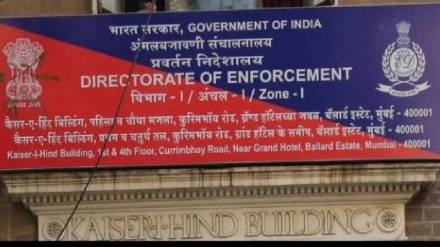 भारत सरकार, GOVERNMENT OF INDIA
अंमलबजावणी संचालनालय
प्रवर्तन निदेशालय
DIRECTORATE OF ENFORCEMENT
विभाग - I / अंचल - I / Zone - I
कैसर-ए-हिंद बिल्डिंग, पहिला व चौथा मजला, कुरिमभॉय रोड, ग्रॅण्ड हॉटेलच्या जवळ, बॅलार्ड इस्टेट, मुंबई - 400001
कैसर-ए-हिंद बिल्डिंग, प्रथम व चतुर्थ तल, कुरिमभॉय रोड, ग्रांड हॉटल के समीप, बॅलार्ड इस्टेट, मुंबई - 400001
Kaiser-I-Hind Building, 1st & 4th Floor, Currimbhoy Road, Near Grand Hotel, Ballard Estate, Mumbai - 400001
KAISER-I-HIND BUILDING